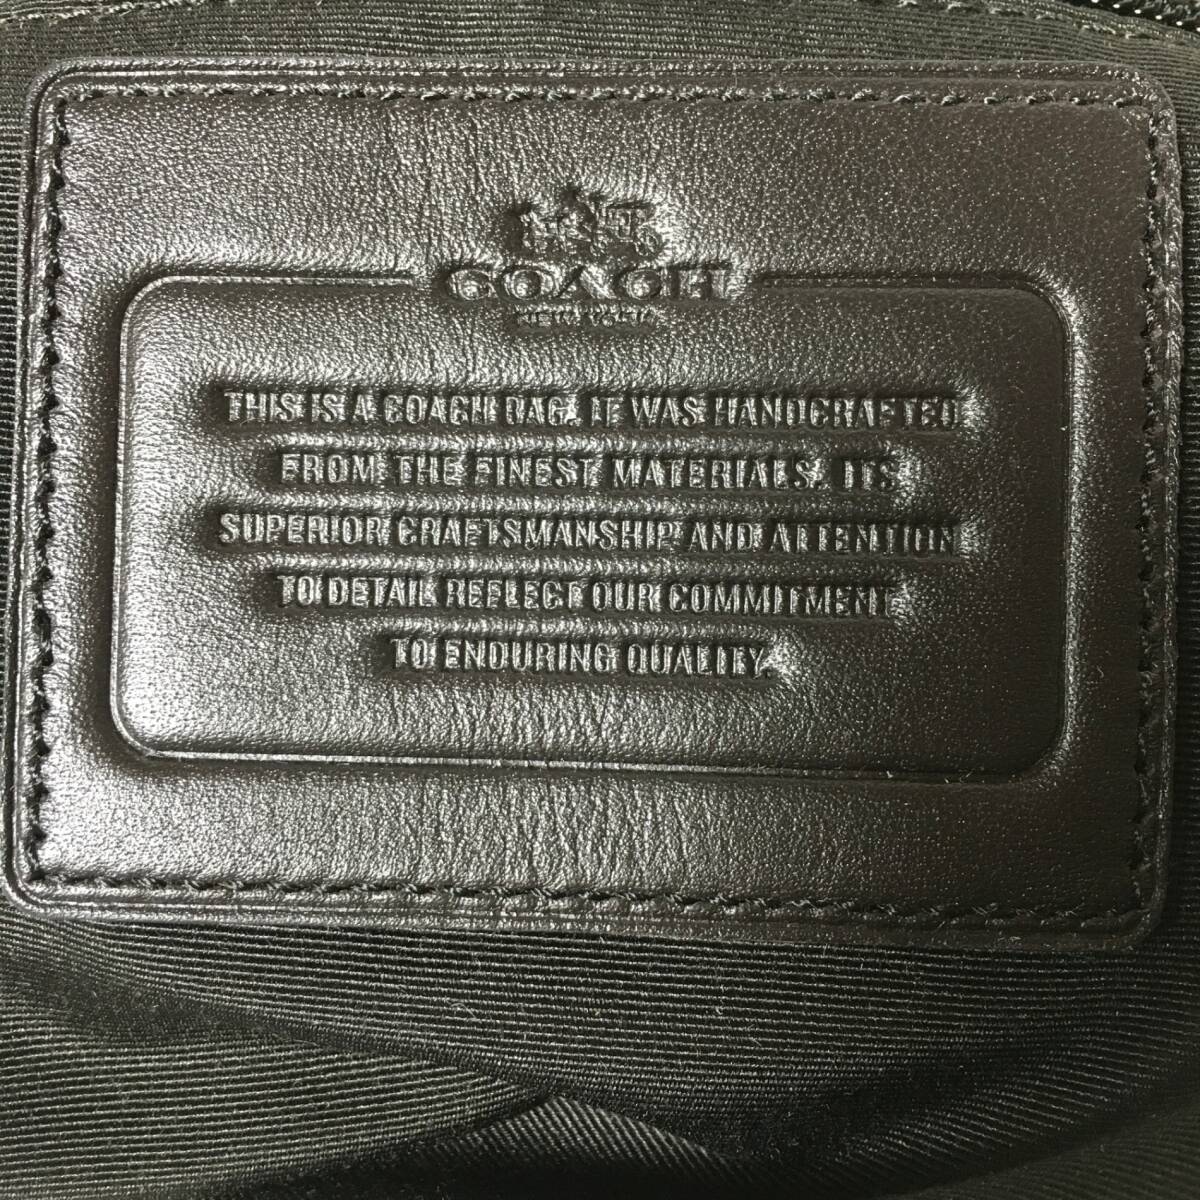 COACH
NEW YORK
THIS IS A COACH BAG. IT WAS HANDCRAFTED
FROM THE FINEST MATERIALS. ITS
SUPERIOR CRAFTSMANSHIP AND ATTENTION
TO DETAIL REFLECT OUR COMMITMENT
TO ENDURING QUALITY.